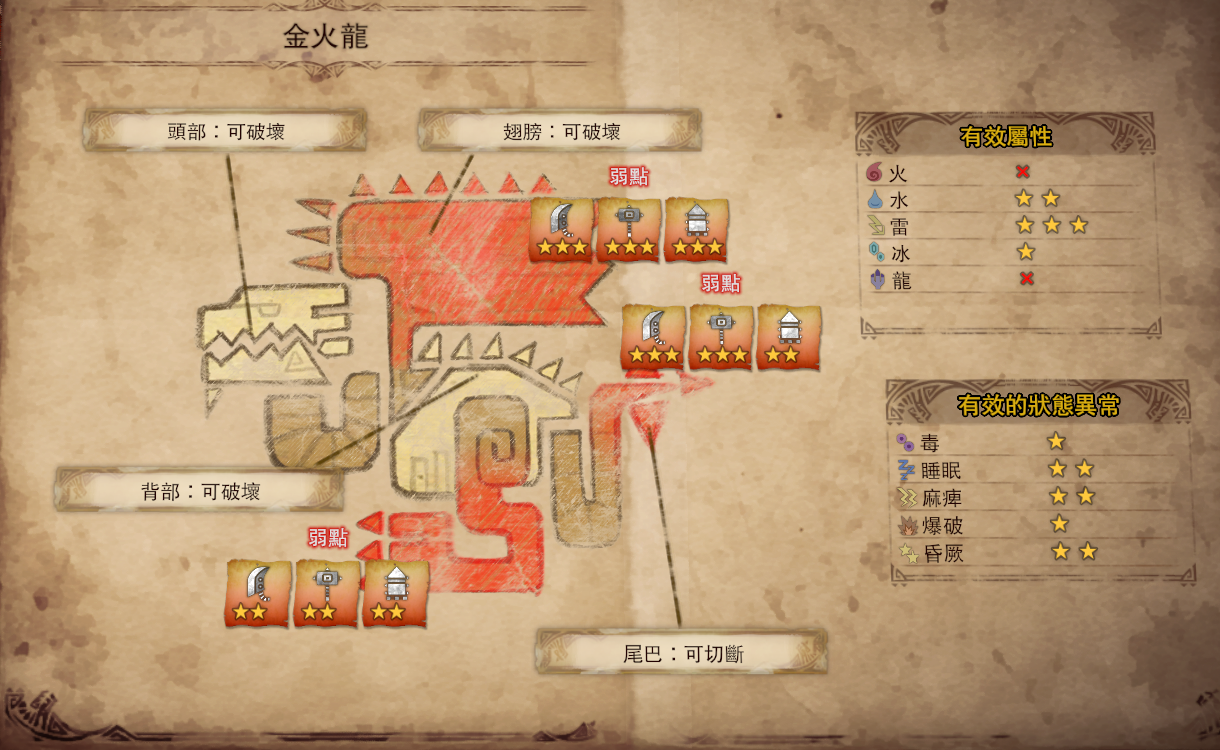 金火龍
頭部：可破壞
翅膀：可破壞
弱點
弱點
背部：可破壞
弱點
尾巴：可切斷
有效屬性
火
水
雷
冰
龍
有效的狀態異常
毒
睡眠
麻痺
爆破
昏厥